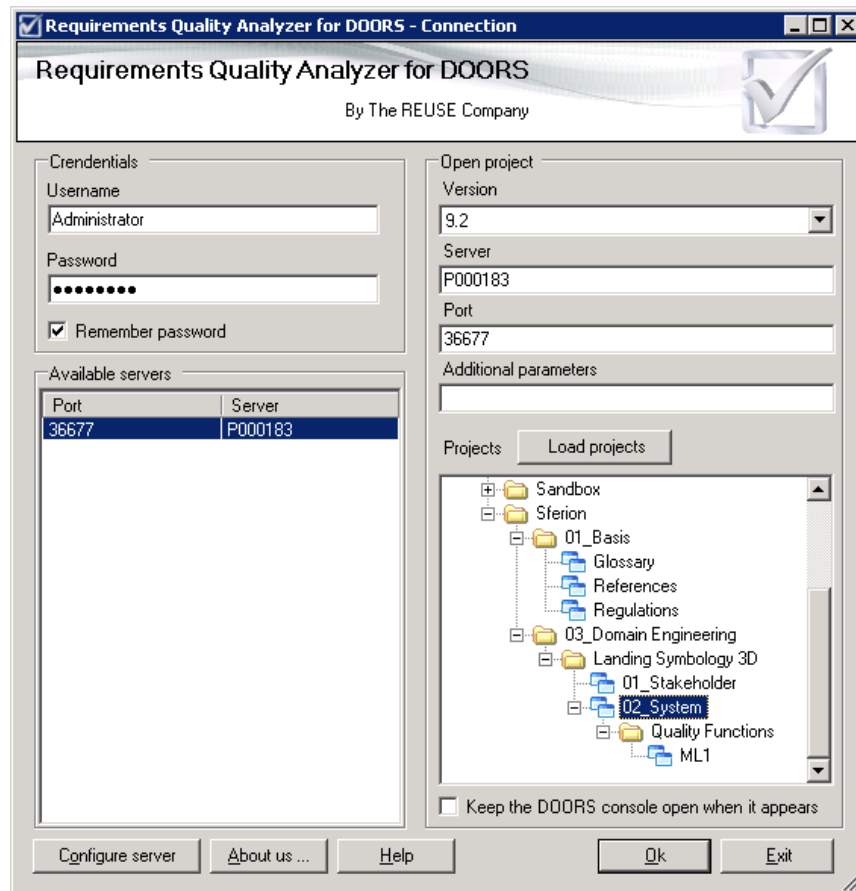 Requirements Quality Analyzer for DOORS - Connection
Requirements Quality Analyzer for DOORS
By The REUSE Company
Crendentials
Username
Administrator
Password
●●●●●●●●
Remember password
Available servers
Port Server
36677 P000183
Open project
Version
9.2
Server
P000183
Port
36677
Additional parameters
Projects Load projects
Sandbox
Sferion
01_Basis
Glossary
References
Regulations
03_Domain Engineering
Landing Symbology 3D
01_Stakeholder
02_System
Quality Functions
ML1
Keep the DOORS console open when it appears
Configure server About us ... Help Ok Exit